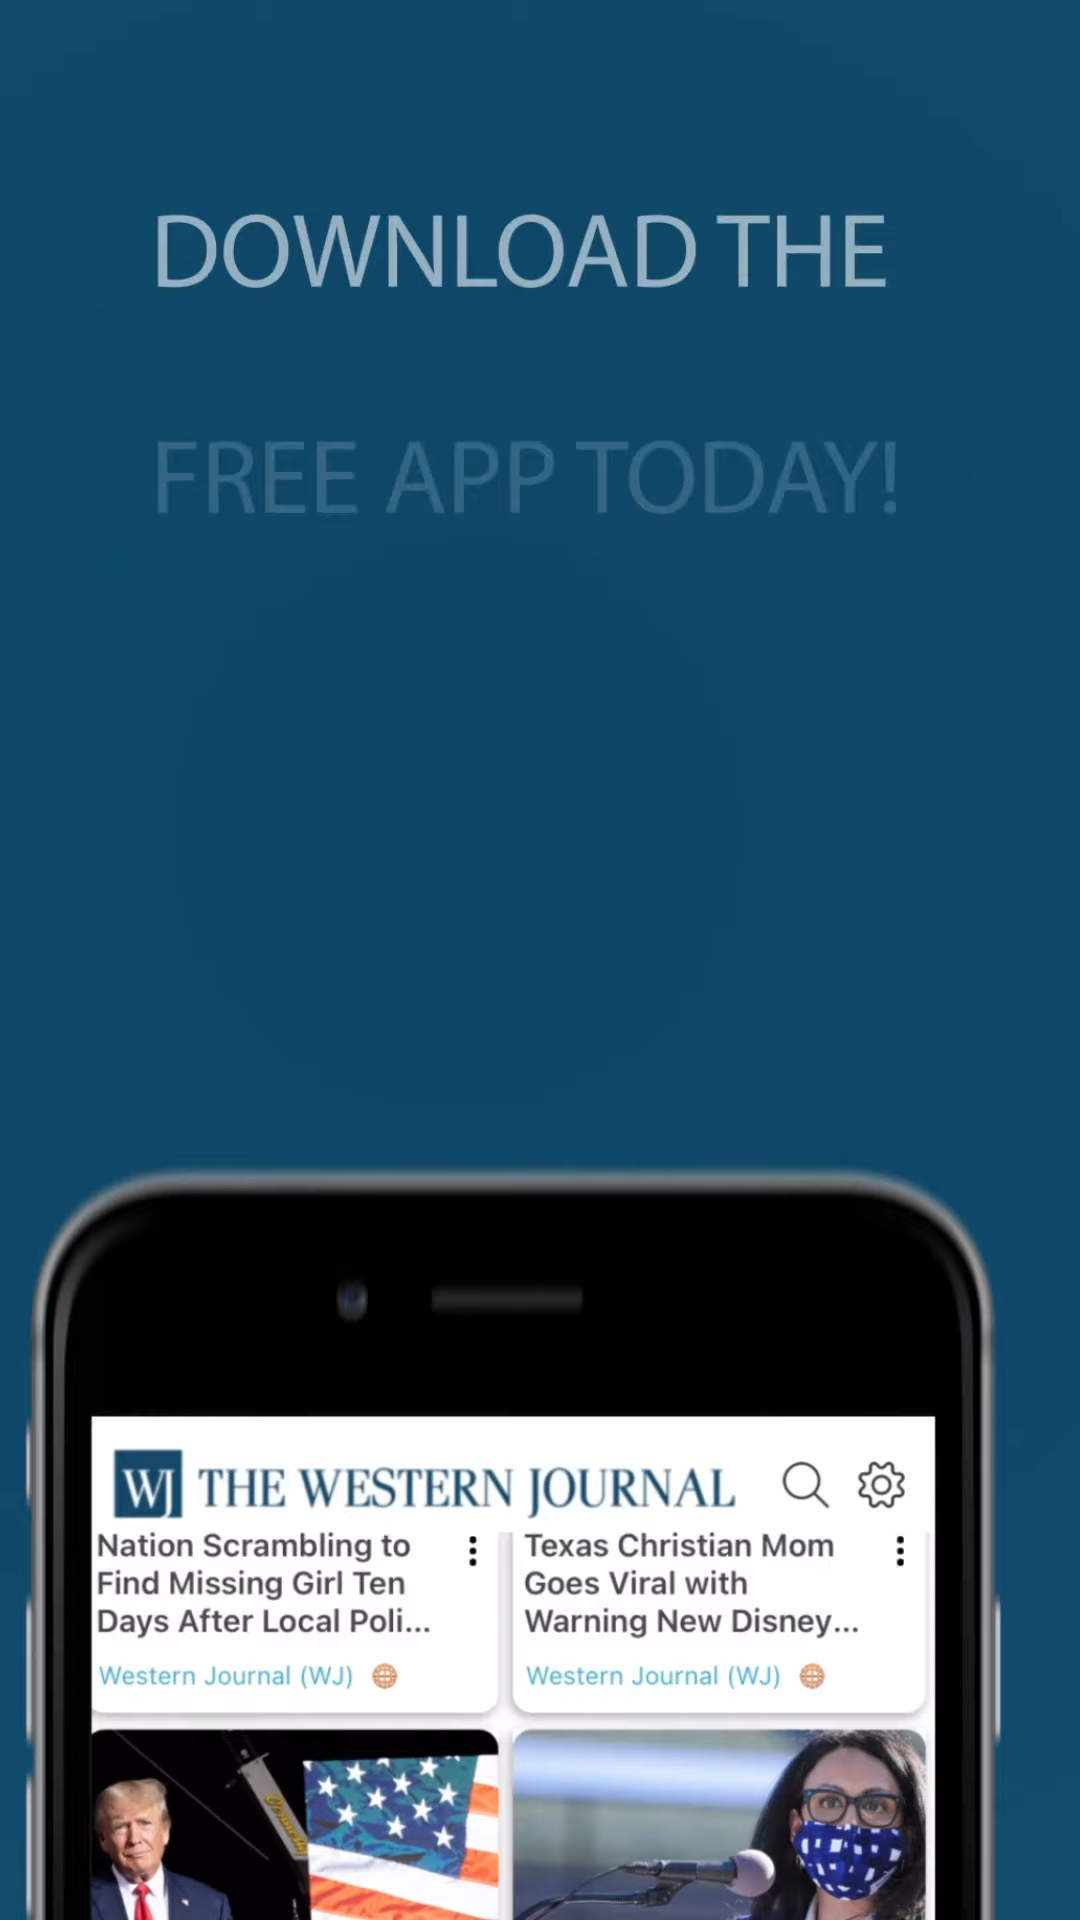 DOWNLOAD THE
FREE APP TODAY!
WJ THE WESTERN JOURNAL
Nation Scrambling to
Find Missing Girl Ten
Days After Local Poli...
Western Journal (WJ)
Texas Christian Mom
Goes Viral with
Warning New Disney...
Western Journal (WJ)